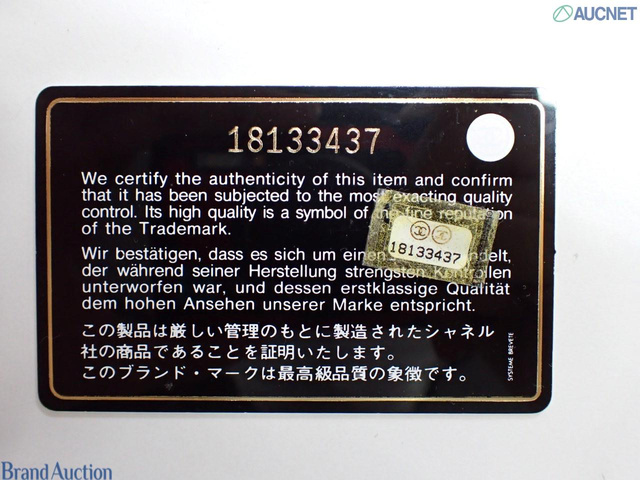 AUCNET
18133437
We certify the authenticity of this item and confirm
that it has been subjected to the most exacting quality
control. Its high quality is a symbol of the fine reputation
of the Trademark.
18133437
Wir bestätigen, dass es sich um einen
der während seiner Herstellung strengsten Kontrollen
unterworfen war, und dessen erstklassige Qualität
dem hohen Ansehen unserer Marke entspricht.
この製品は厳しい管理のもとに製造されたシャネル
社の商品であることを証明いたします。
このブランド・マークは最高級品質の象徴です。
SYSTEME BREVETE
Brand Auction